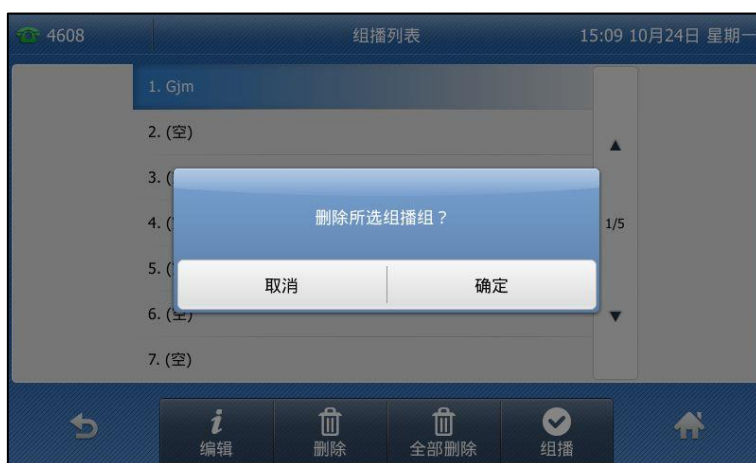 4608 组播列表 15:09 10月24日 星期一
1. Gjm
2. (空)
3. (
删除所选组播组？
4. (
1/5
5. (
取消 确定
6. (空)
7. (空)
编辑 删除 全部删除 组播